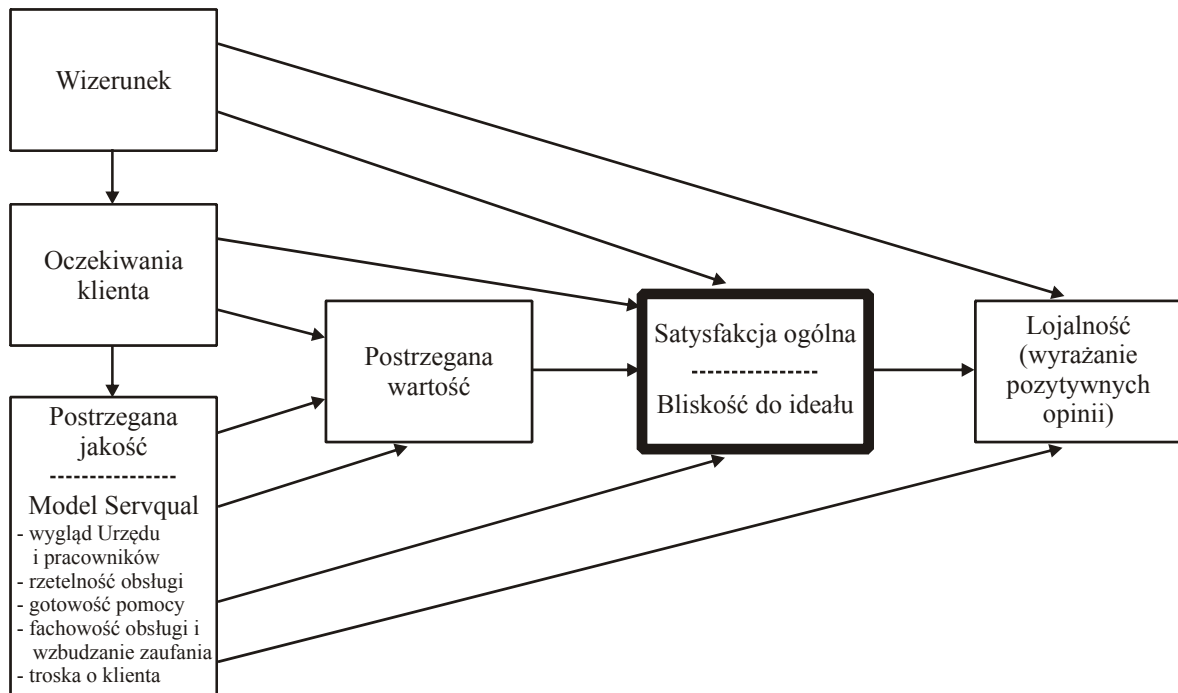 Wizerunek
Oczekiwania
klienta
Postrzegana
jakość
Model Servqual
- wygląd Urzędu
i pracowników
- rzetelność obsługi
- gotowość pomocy
- fachowość obsługi i
wzbudzanie zaufania
- troska o klienta
Postrzegana
wartość
Satysfakcja ogólna
Bliskość do ideału
Lojalność
(wyrażanie
pozytywnych
opinii)